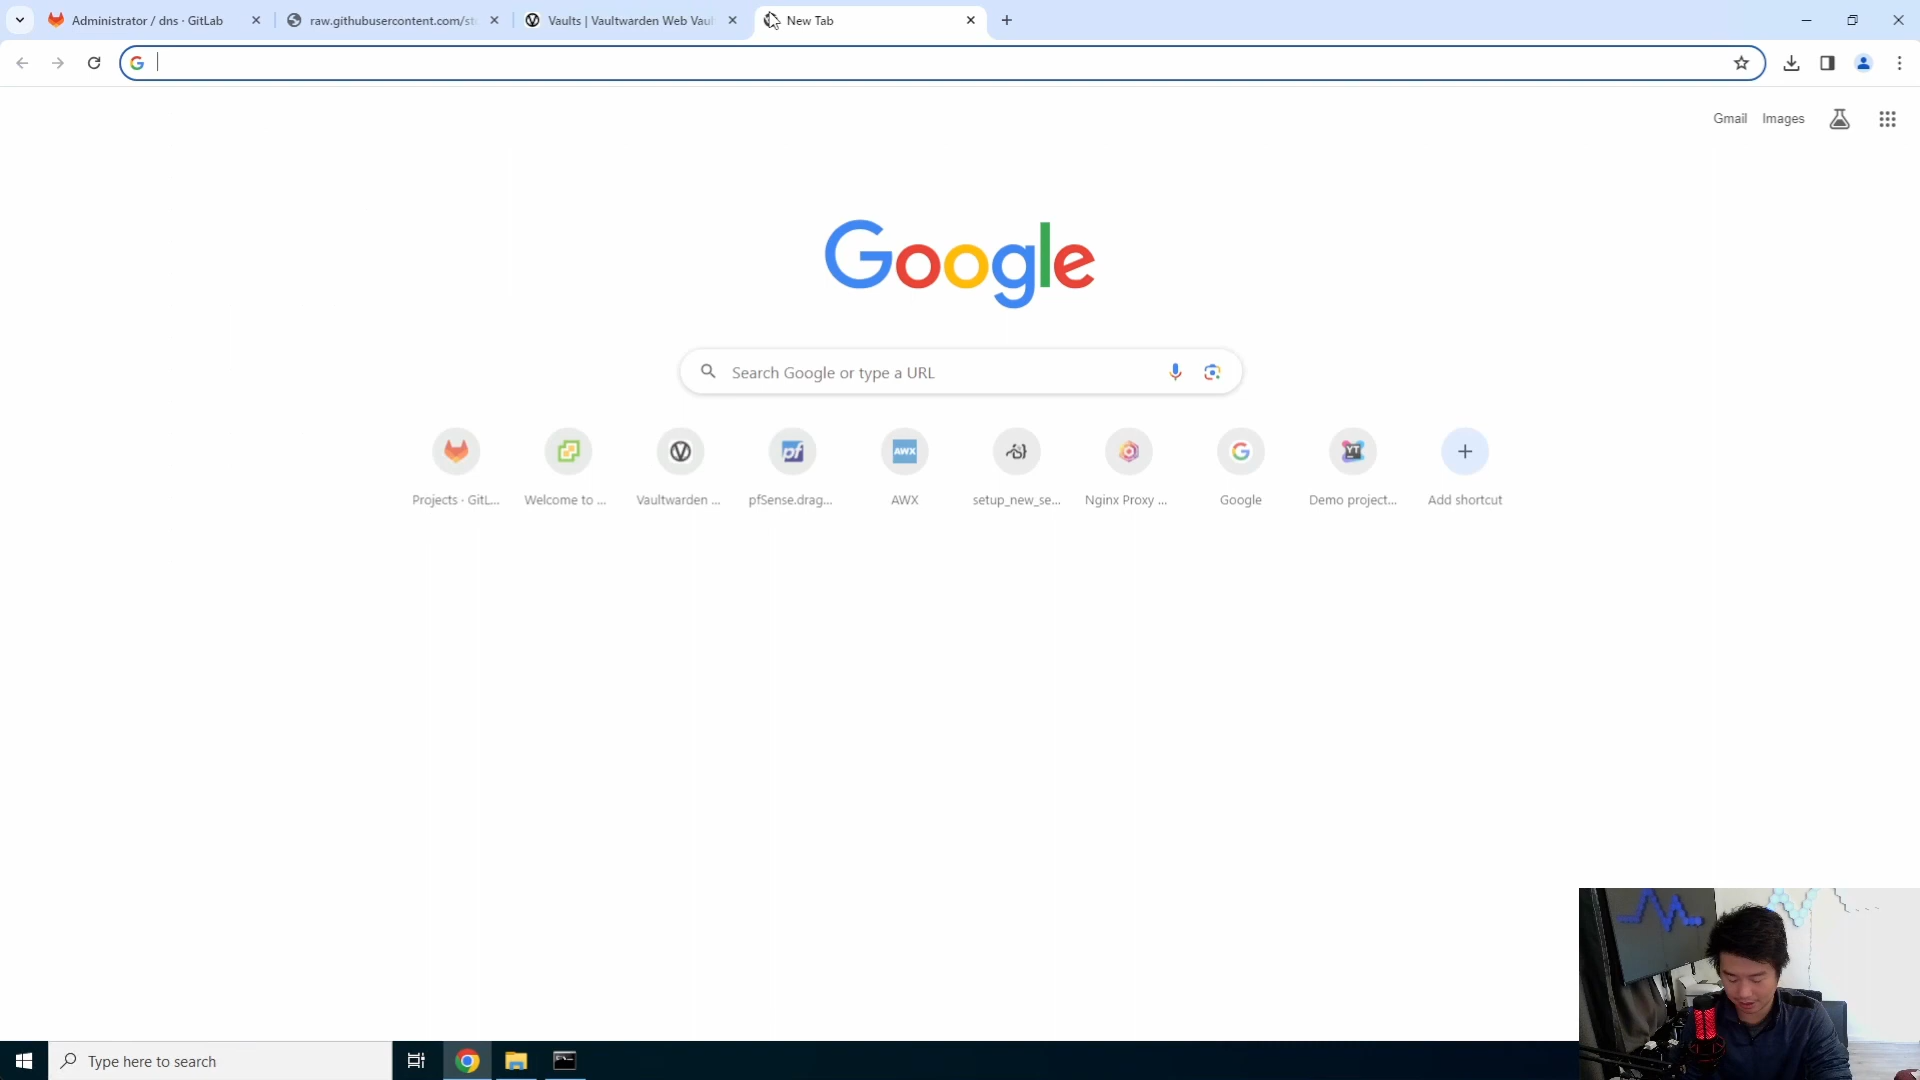 Administrator / dns · GitLab
raw.githubusercontent.com/st
Vaults | Vaultwarden Web Vaul
New Tab
Gmail Images
Google
Search Google or type a URL
Projects · GitL...
Welcome to ...
Vaultwarden ...
pfSense.drag...
AWX
AWX
setup_new_se...
Nginx Proxy ...
Google
Demo project...
Add shortcut
Type here to search